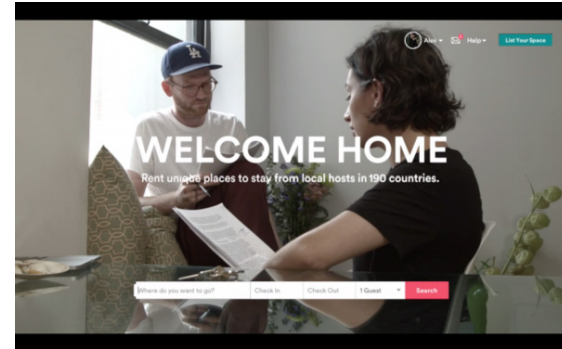 Alex
Help
List Your Space
WELCOME HOME
Rent unique places to stay from local hosts in 190 countries.
Where do you want to go?
Check In
Check Out
1 Guest
Search